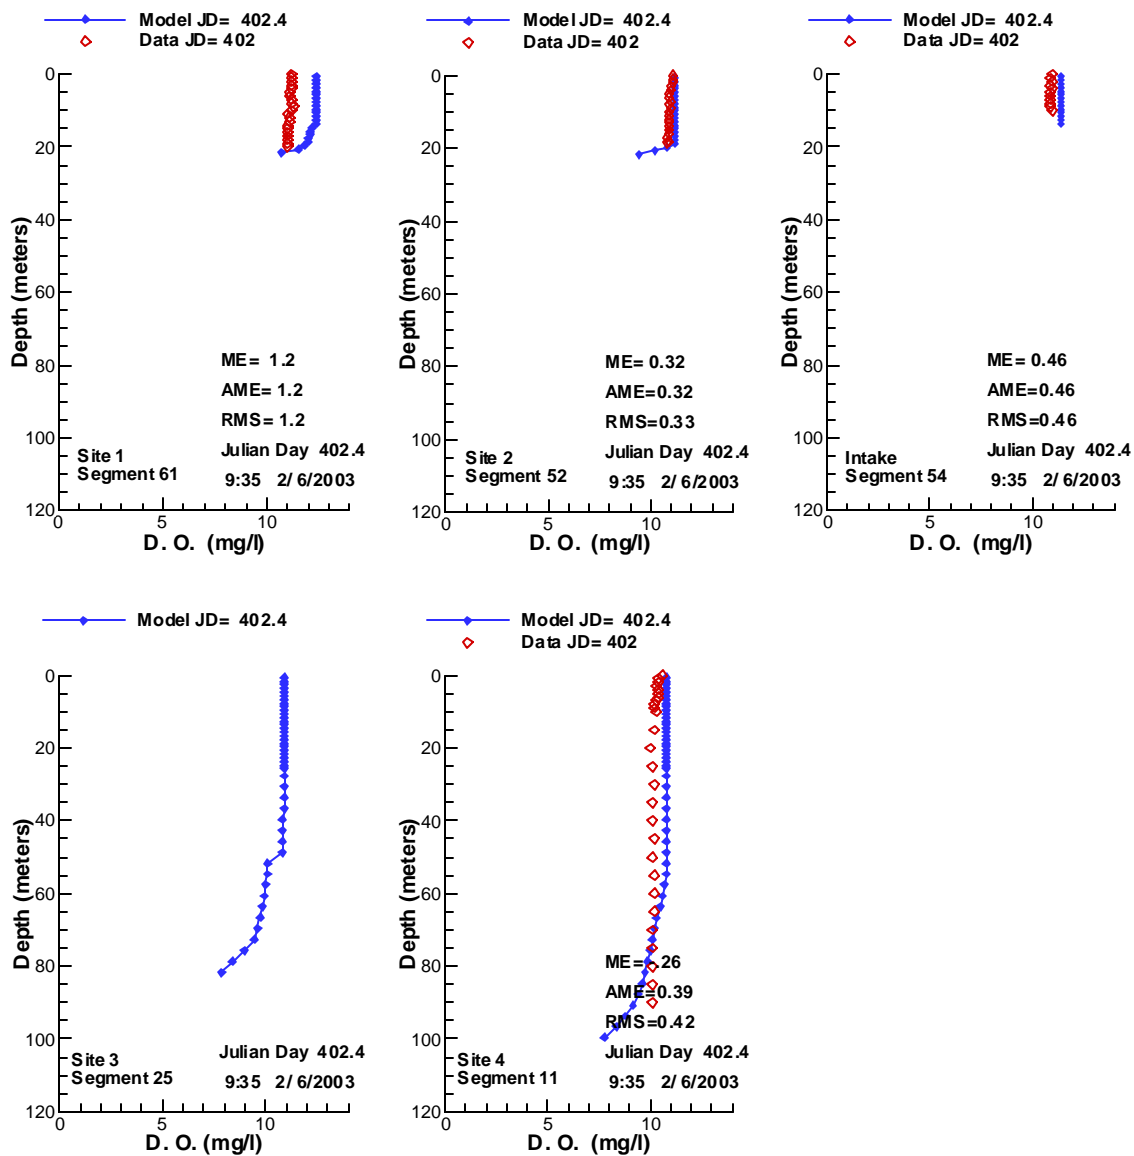 Model JD= 402.4
Data JD= 402
0
20
40
60
80
100
120
Depth (meters)
ME= 1.2
AME= 1.2
RMS= 1.2
Julian Day 402.4
9:35 2/ 6/2003
Site 1
Segment 61
0 5 10
D. O. (mg/l)
Model JD= 402.4
Data JD= 402
0
20
40
60
80
100
120
Depth (meters)
ME= 0.32
AME=0.32
RMS=0.33
Julian Day 402.4
9:35 2/ 6/2003
Site 2
Segment 52
0 5 10
D. O. (mg/l)
Model JD= 402.4
Data JD= 402
0
20
40
60
80
100
120
Depth (meters)
ME= 0.46
AME=0.46
RMS=0.46
Julian Day 402.4
9:35 2/ 6/2003
Intake
Segment 54
0 5 10
D. O. (mg/l)
Model JD= 402.4
0
20
40
60
80
100
120
Depth (meters)
Julian Day 402.4
9:35 2/ 6/2003
Site 3
Segment 25
0 5 10
D. O. (mg/l)
Model JD= 402.4
Data JD= 402
0
20
40
60
80
100
120
Depth (meters)
ME=
AME=0.39
RMS=0.42
Julian Day 402.4
9:35 2/ 6/2003
Site 4
Segment 11
0 5 10
D. O. (mg/l)